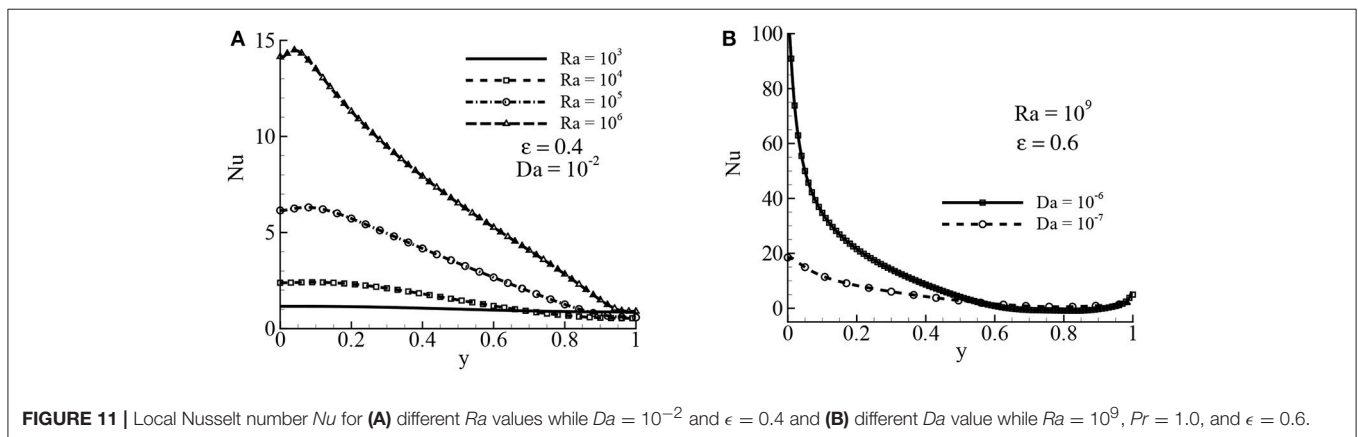 A
15
10
5
0
Nu
0
0.2
0.4
0.6
0.8
1
y
Ra = 10³
Ra = 10⁴
Ra = 10⁵
Ra = 10⁶
ε = 0.4
Da = 10⁻²
B
100
80
60
40
20
0
Nu
0
0.2
0.4
0.6
0.8
1
y
Ra = 10⁹
ε = 0.6
Da = 10⁻⁶
Da = 10⁻⁷
FIGURE 11 | Local Nusselt number Nu for (A) different Ra values while Da = 10⁻² and ϵ = 0.4 and (B) different Da value while Ra = 10⁹, Pr = 1.0, and ϵ = 0.6.